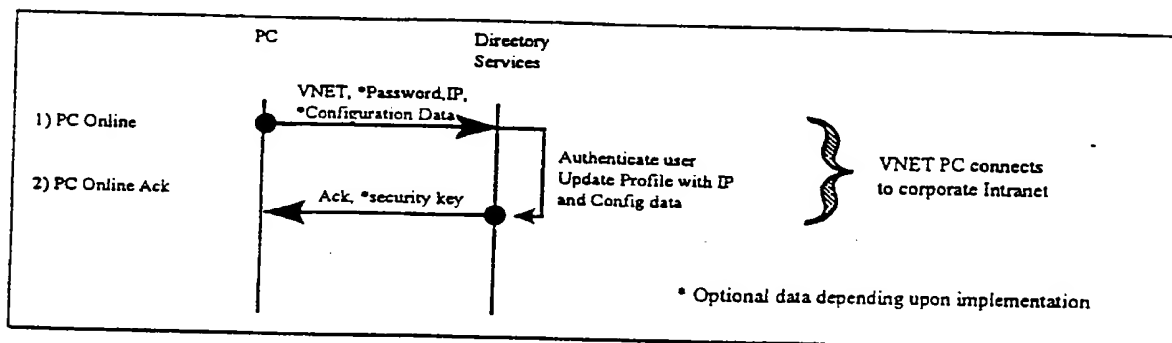 PC
Directory
Services
VNET, *Password,IP,
*Configuration Data
1) PC Online
Authenticate user
Update Profile with IP
and Config data
VNET PC connects
to corporate Intranet
2) PC Online Ack
Ack, *security key
* Optional data depending upon implementation